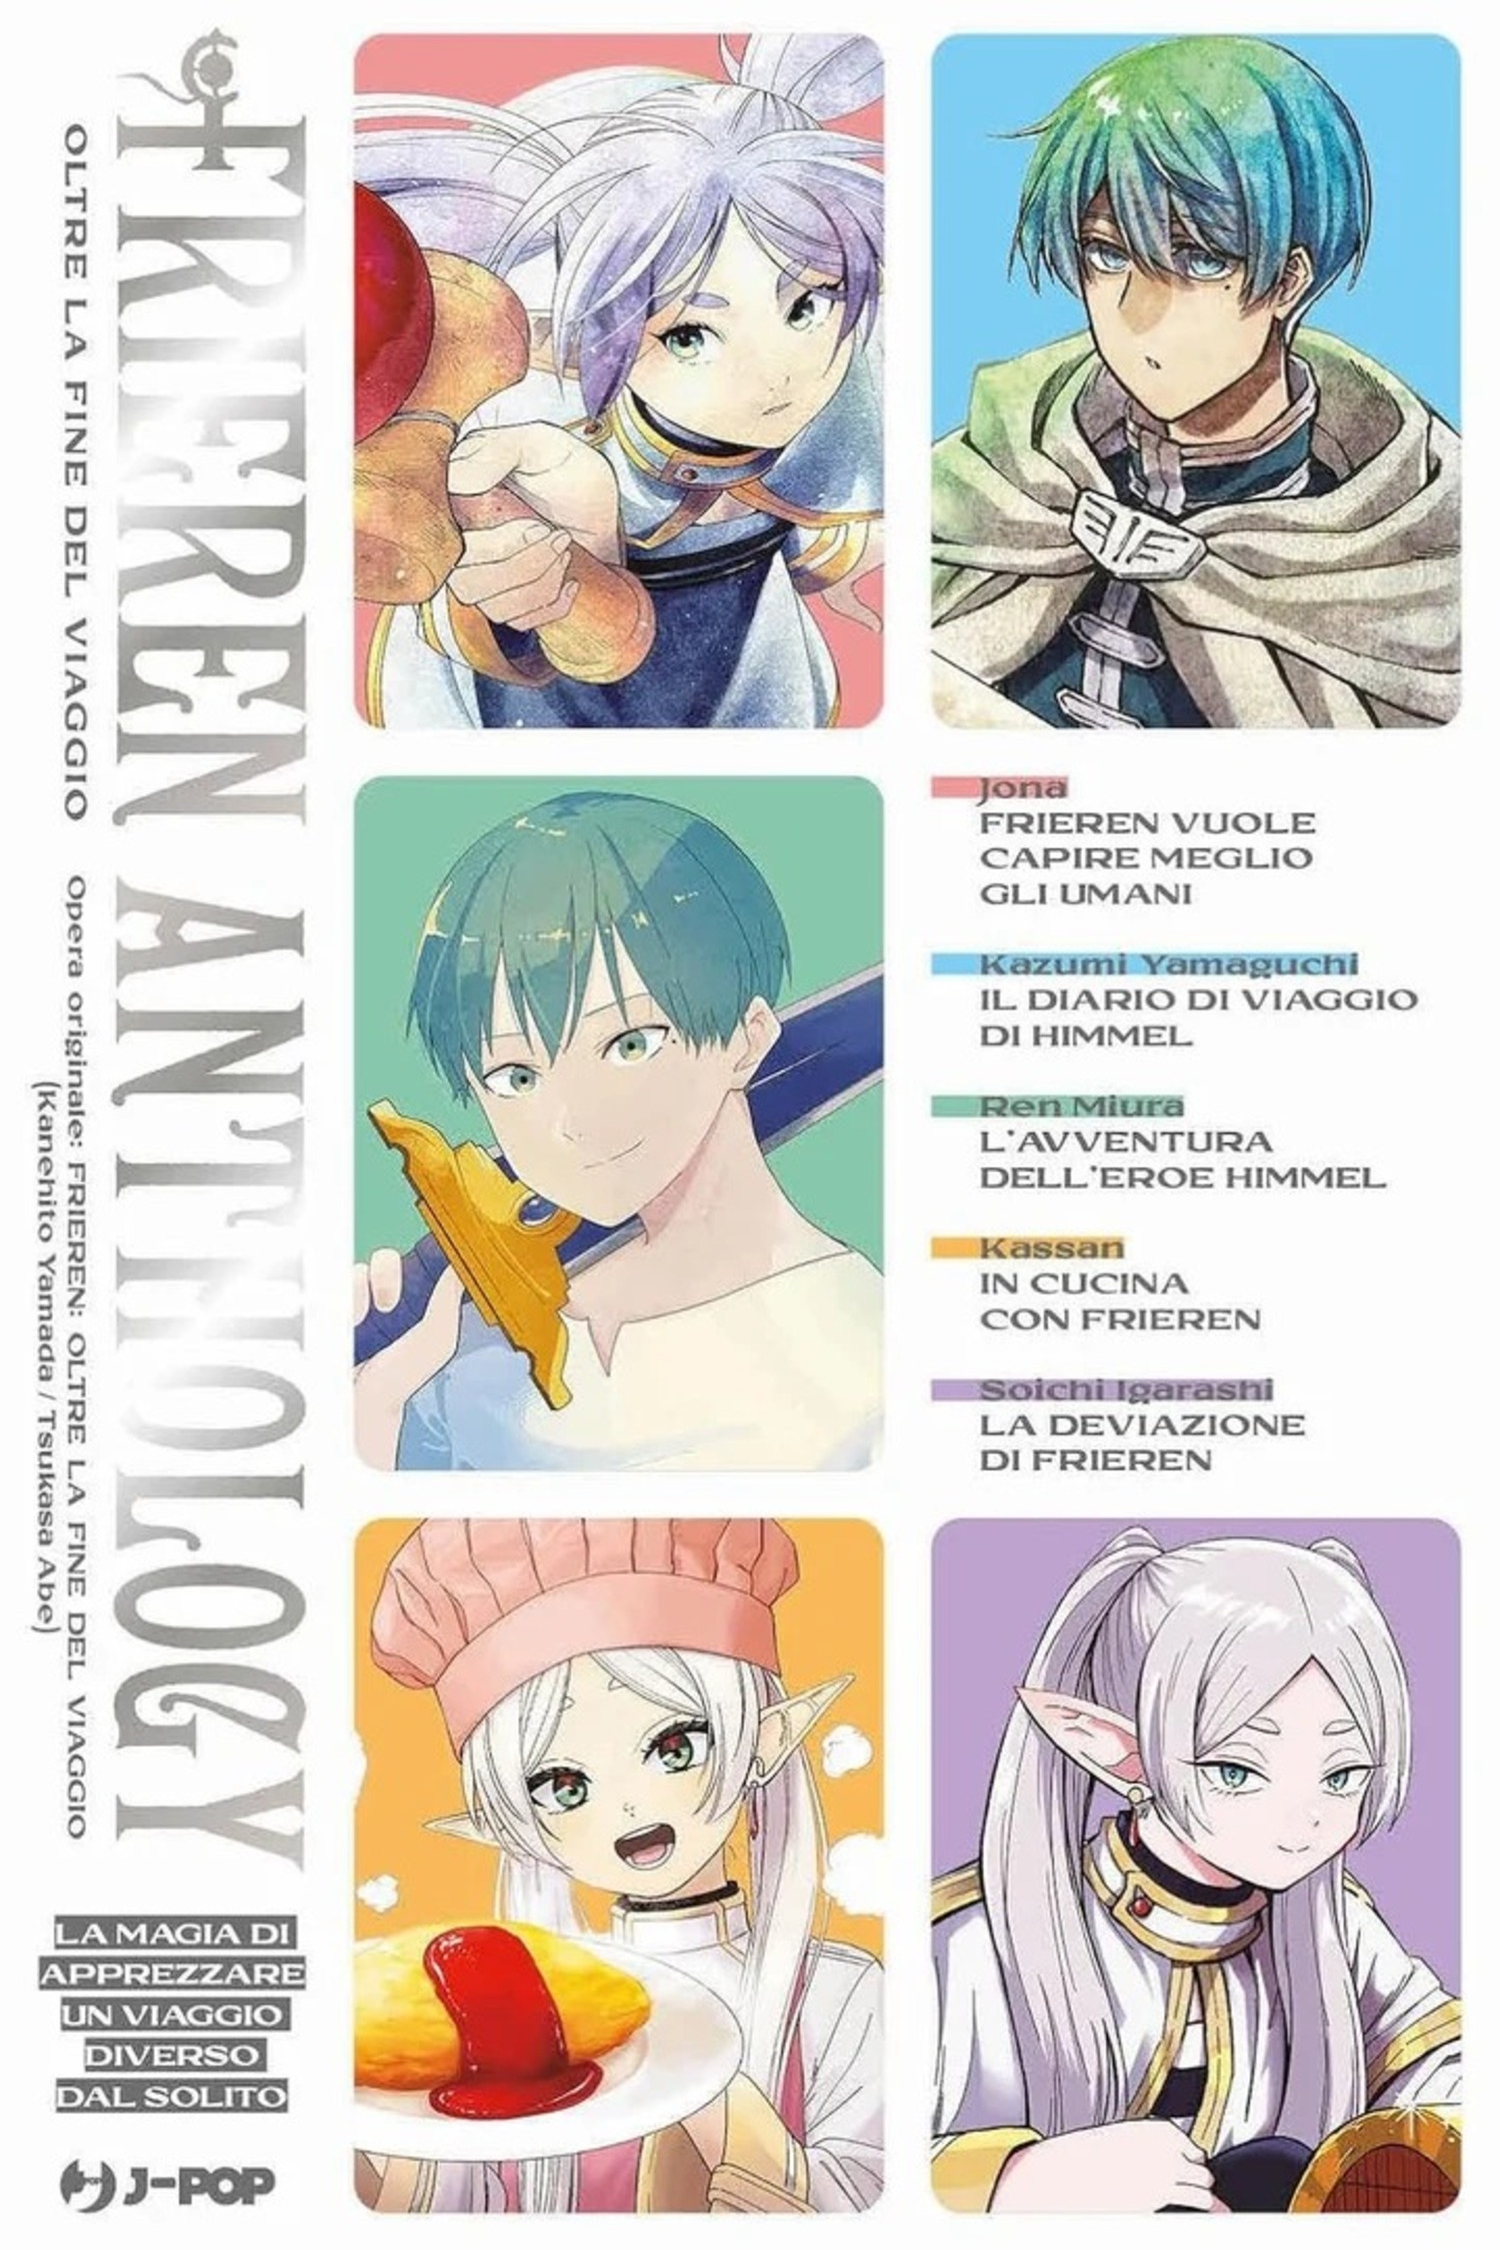 FRIEREN ANTHOLOGY
OLTRE LA FINE DEL VIAGGIO
Opera originale: FRIEREN: OLTRE LA FINE DEL VIAGGIO
(Kanehito Yamada / Tsukasa Abe)
LA MAGIA DI
APPREZZARE
UN VIAGGIO
DIVERSO
DAL SOLITO
J-POP
Jona
FRIEREN VUOLE
CAPIRE MEGLIO
GLI UMANI
Kazumi Yamaguchi
IL DIARIO DI VIAGGIO
DI HIMMEL
Ren Miura
L'AVVENTURA
DELL'EROE HIMMEL
Kassan
IN CUCINA
CON FRIEREN
Soichi Igarashi
LA DEVIAZIONE
DI FRIEREN